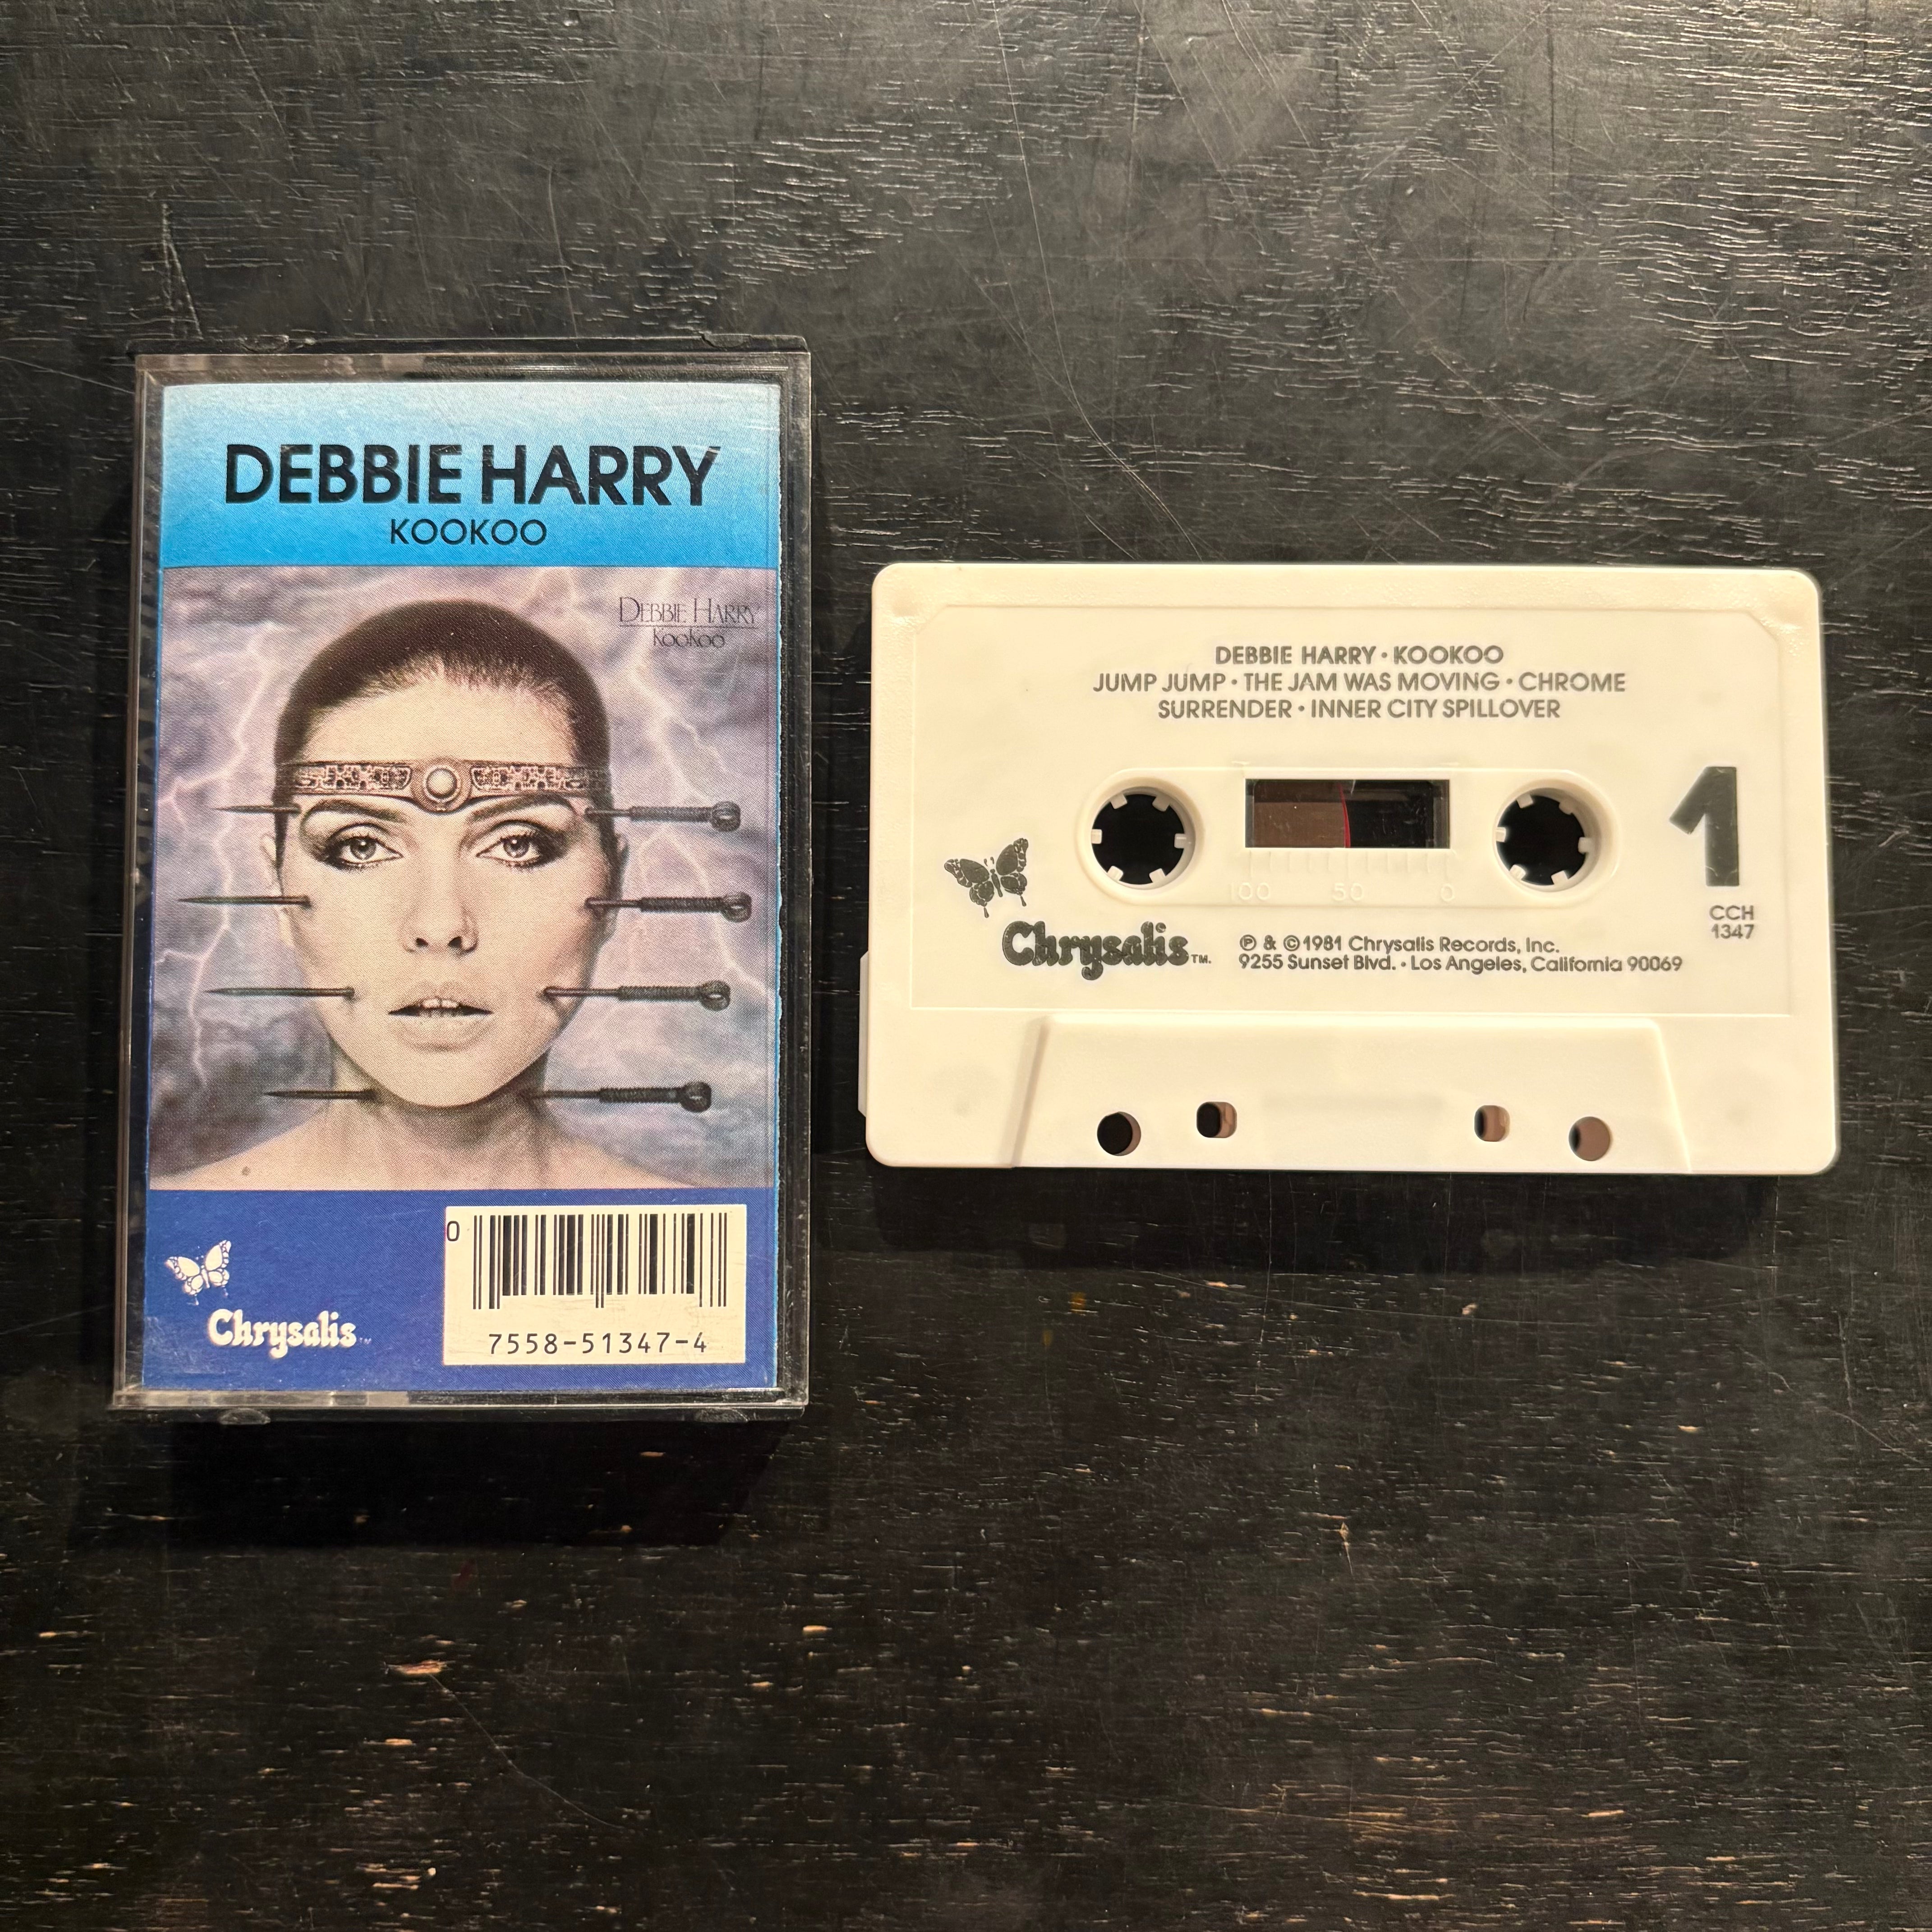 DEBBIE HARRY
KOOKOO
DEBBIE HARRY
KOOKOO
Chrysalis™
0
7558-51347-4
DEBBIE HARRY • KOOKOO
JUMP JUMP • THE JAM WAS MOVING • CHROME
SURRENDER • INNER CITY SPILLOVER
100 50 0
1
CCH
1347
Chrysalis™
℗ & © 1981 Chrysalis Records, Inc.
9255 Sunset Blvd. • Los Angeles, California 90069